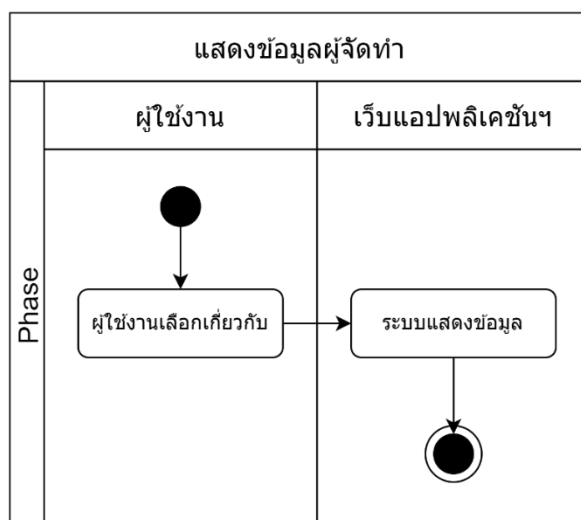 แสดงข้อมูลผู้จัดทำ
ผู้ใช้งาน
เว็บแอปพลิเคชันฯ
Phase
ผู้ใช้งานเลือกเกี่ยวกับ
ระบบแสดงข้อมูล